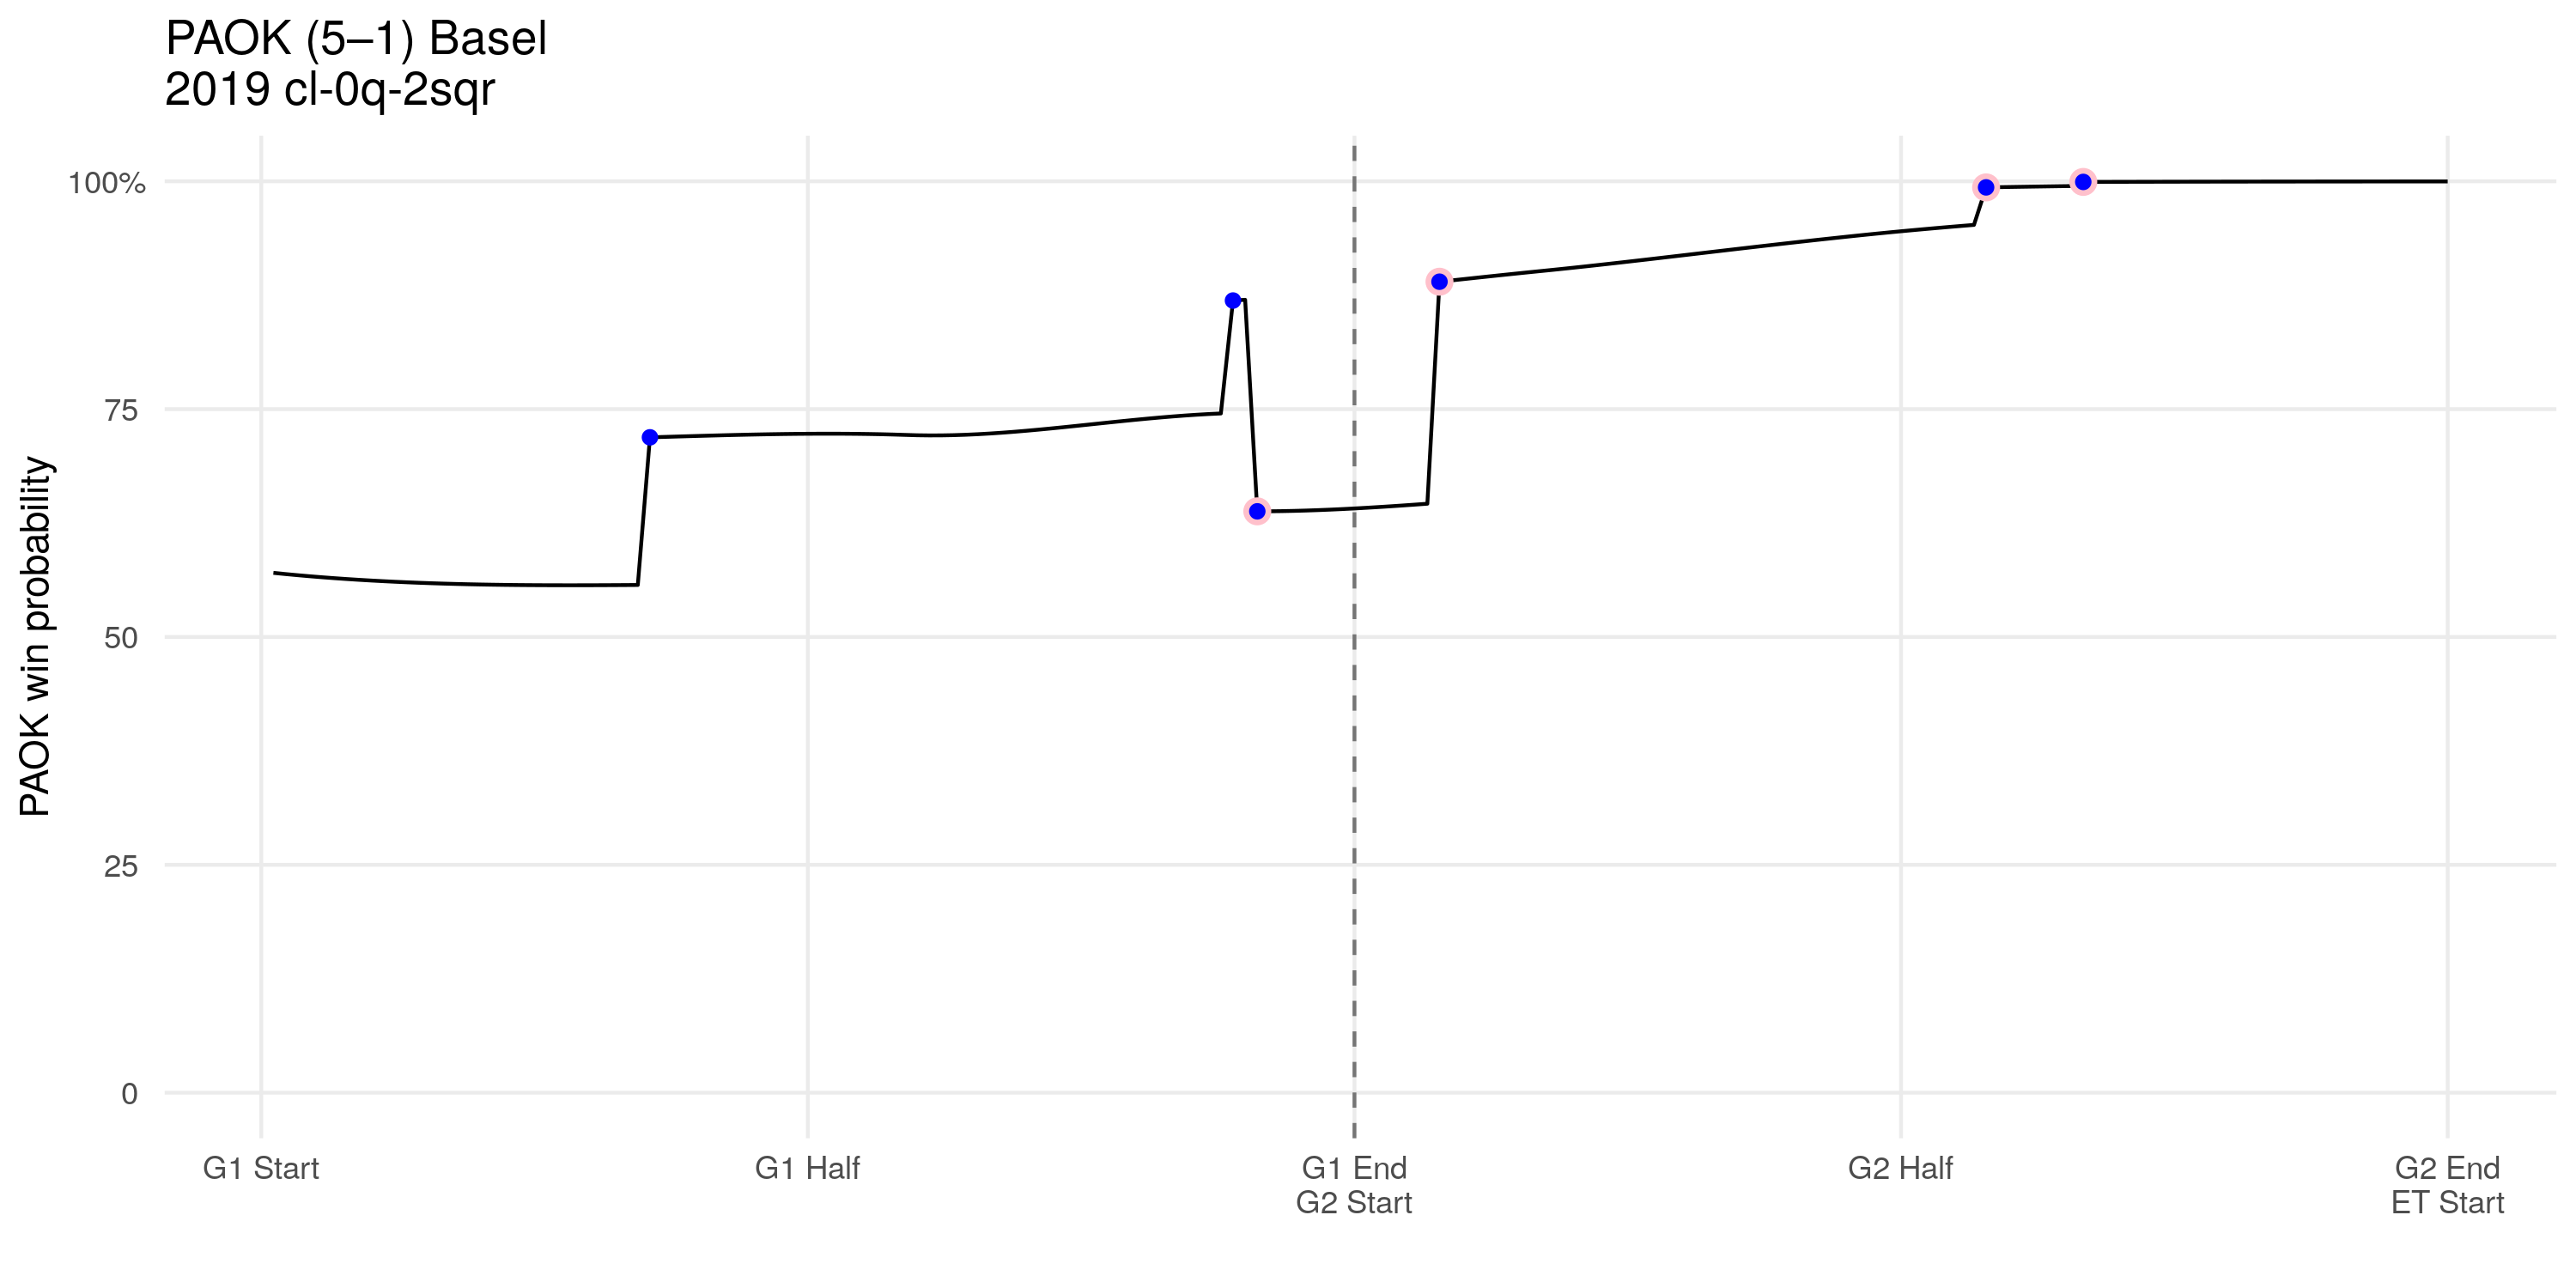 PAOK (5–1) Basel
2019 cl-0q-2sqr
PAOK win probability
100%
75
50
25
0
G1 Start
G1 Half
G1 End
G2 Start
G2 Half
G2 End
ET Start